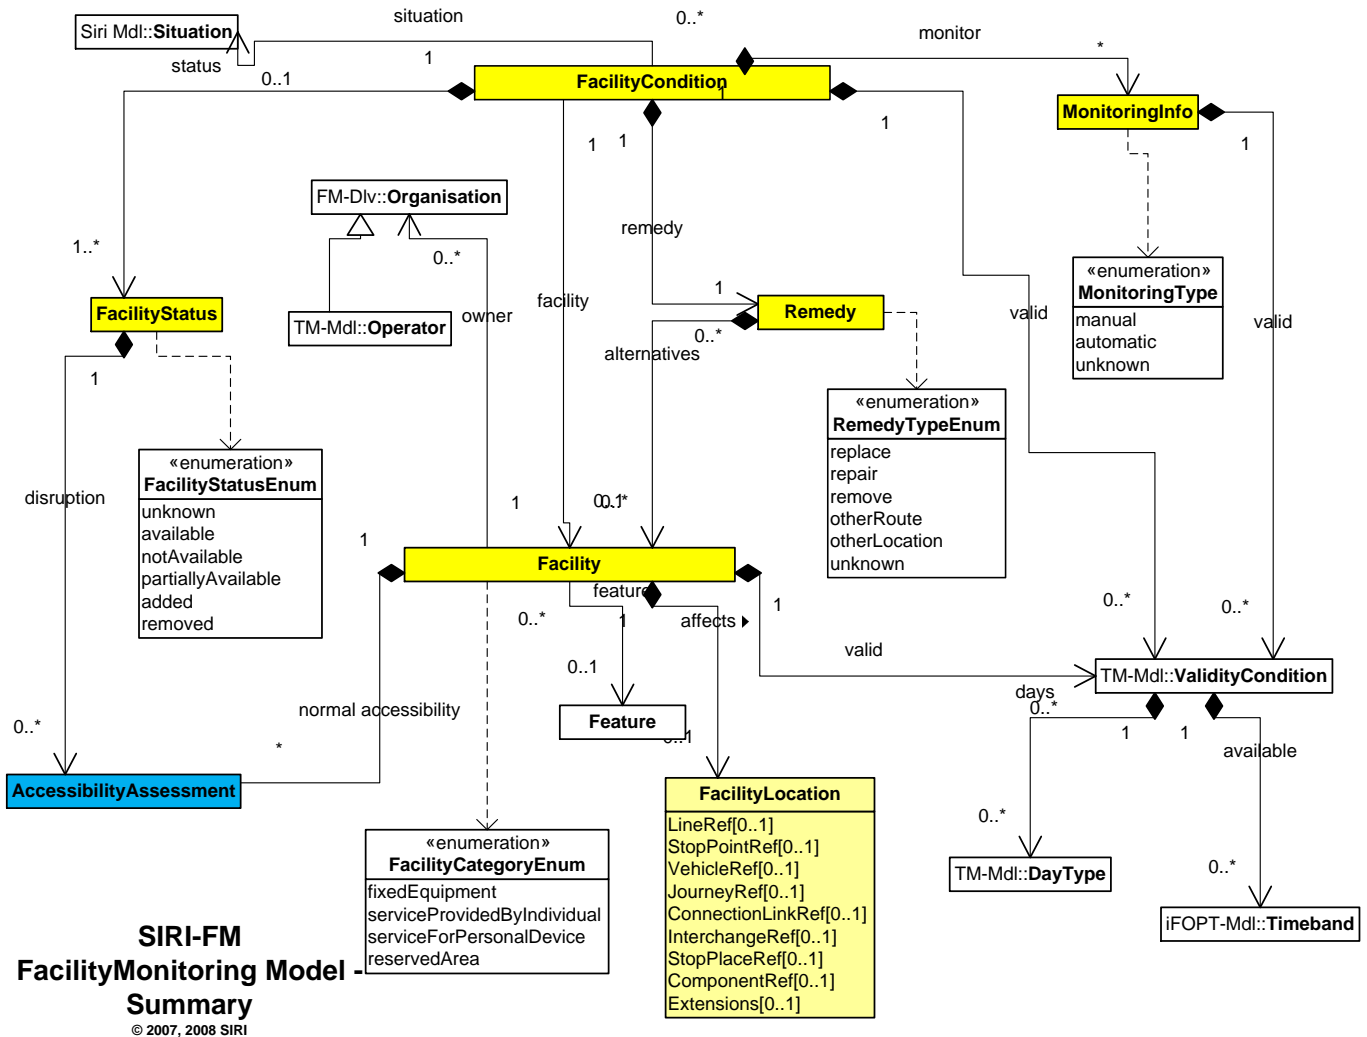 situation
0..*
monitor
Siri Mdl::Situation
status
1
*
0..1
FacilityCondition
1
1
MonitoringInfo
1
1
1
1
FM-Dlv::Organisation
remedy
1..*
0..*
«enumeration»
MonitoringType
manual
automatic
unknown
facility
1
FacilityStatus
TM-Mdl::Operator
owner
Remedy
valid
valid
0..*
alternatives
1
«enumeration»
RemedyTypeEnum
replace
repair
remove
otherRoute
otherLocation
unknown
«enumeration»
FacilityStatusEnum
unknown
available
notAvailable
partiallyAvailable
added
removed
disruption
1
0..1
0..*
1
Facility
feature
1
0..*
1
affects
0..*
0..*
valid
0..1
TM-Mdl::ValidityCondition
days
0..*
normal accessibility
Feature
0..1
1
1
available
0..*
*
AccessibilityAssessment
FacilityLocation
LineRef[0..1]
StopPointRef[0..1]
VehicleRef[0..1]
JourneyRef[0..1]
ConnectionLinkRef[0..1]
InterchangeRef[0..1]
StopPlaceRef[0..1]
ComponentRef[0..1]
Extensions[0..1]
0..*
«enumeration»
FacilityCategoryEnum
fixedEquipment
serviceProvidedByIndividual
serviceForPersonalDevice
reservedArea
0..*
TM-Mdl::DayType
iFOPT-Mdl::Timeband
SIRI-FM
FacilityMonitoring Model -
Summary
© 2007, 2008 SIRI